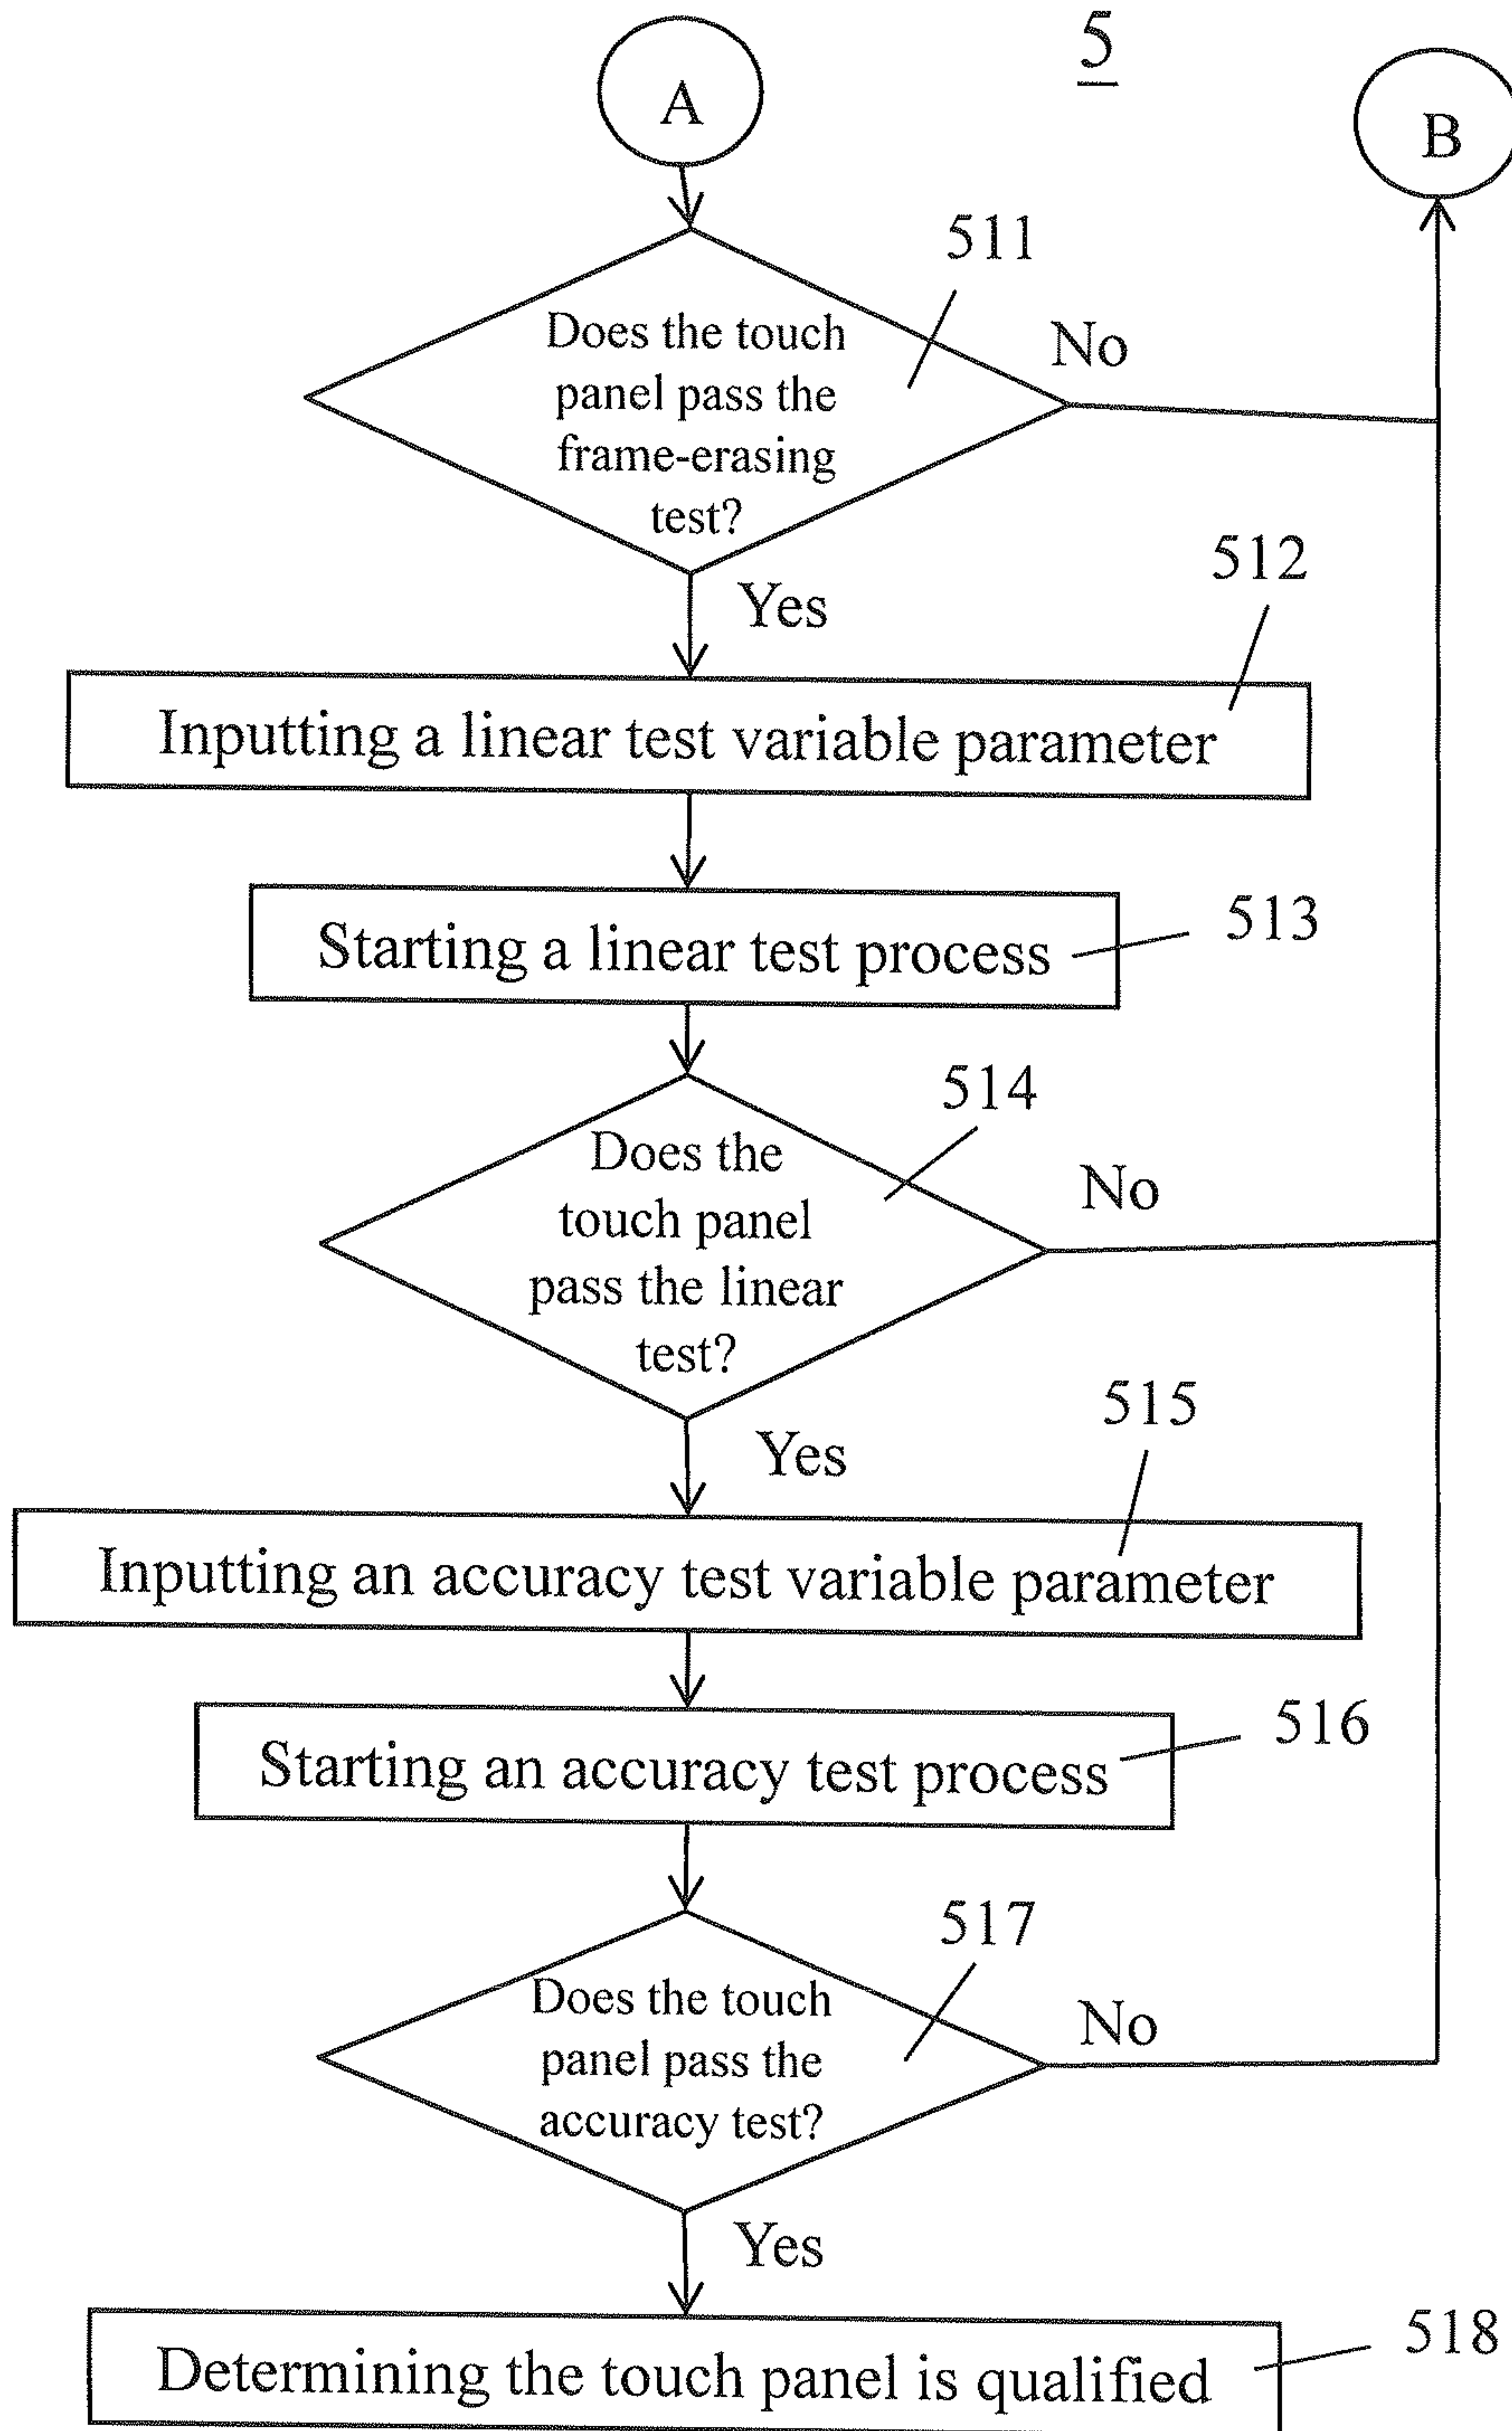 A
5
B
511
Does the touch
panel pass the
frame-erasing
test?
No
Yes
512
Inputting a linear test variable parameter
Starting a linear test process
513
514
Does the
touch panel
pass the linear
test?
No
Yes
515
Inputting an accuracy test variable parameter
Starting an accuracy test process
516
517
Does the touch
panel pass the
accuracy test?
No
Yes
Determining the touch panel is qualified
518